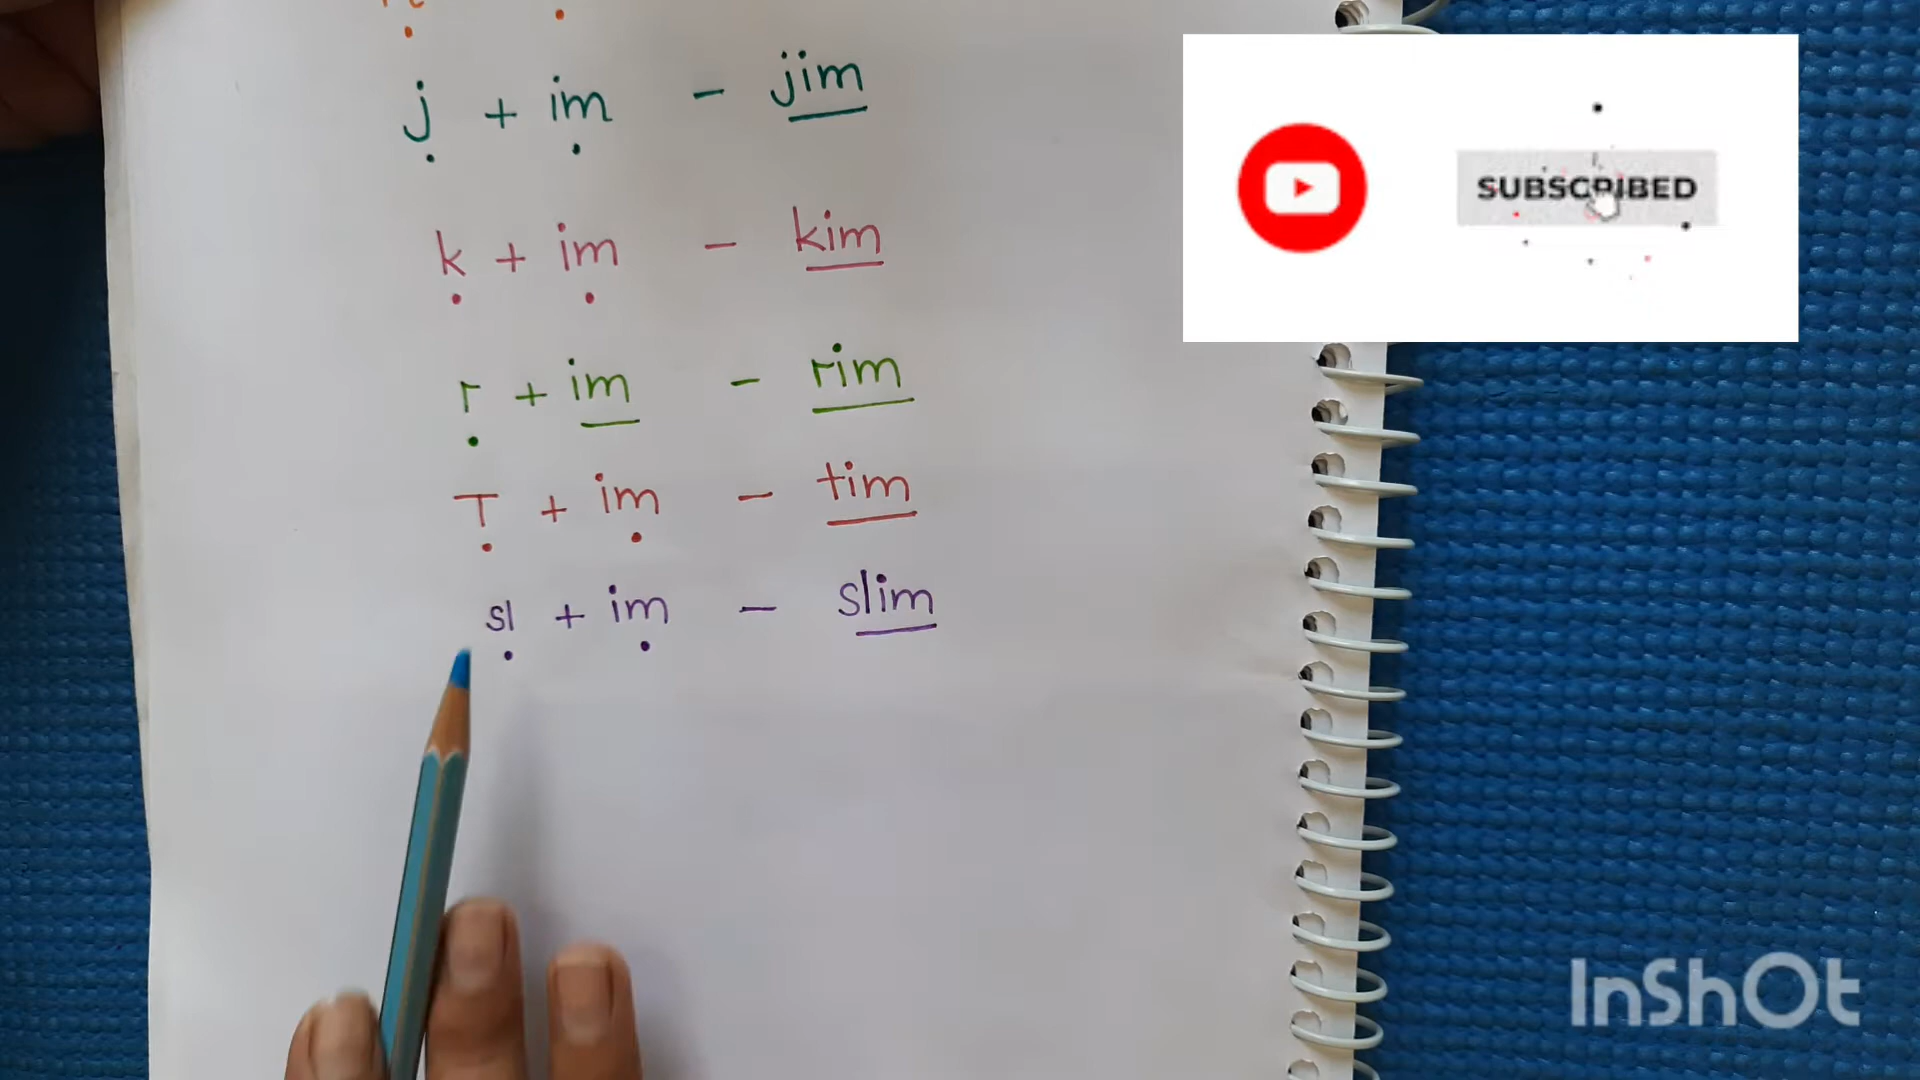 j + im - jim
SUBSCRIBED
k + im - kim
r + im - rim
T + im - tim
sl + im - slim
InShOt